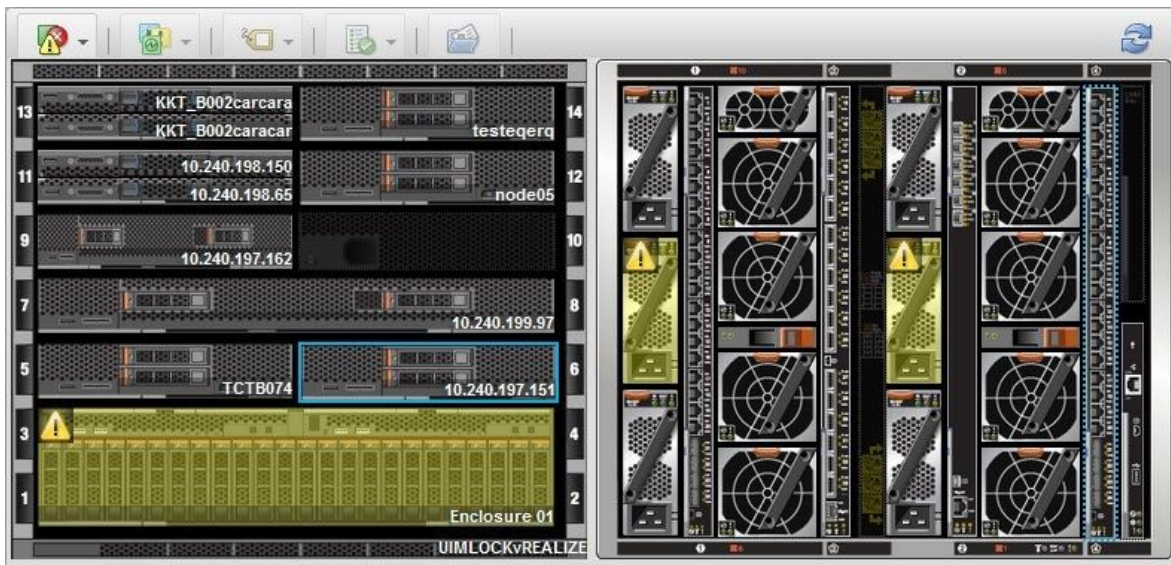 13
KKT_B002carcara
KKT_B002caracar
testeqerq
14
11
10.240.198.150
10.240.198.65
node05
12
9
10.240.197.162
10
7
10.240.199.97
8
5
TCTB074
10.240.197.151
6
3
4
1
Enclosure 01
2
UIMLOCKvREALIZE